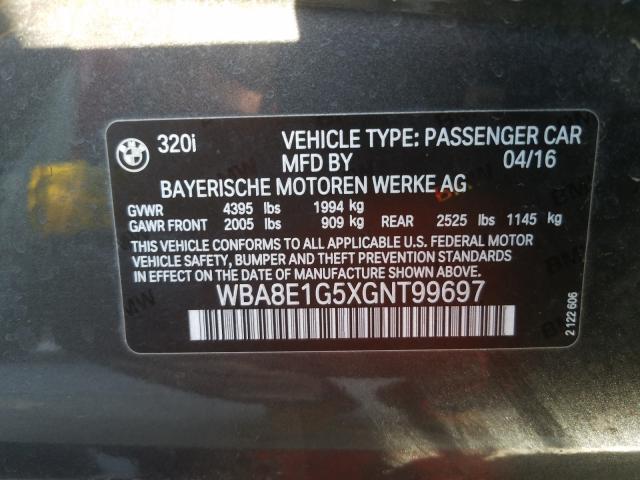 320i VEHICLE TYPE: PASSENGER CAR
MFD BY 04/16
BAYERISCHE MOTOREN WERKE AG
GVWR 4395 lbs 1994 kg
GAWR FRONT 2005 lbs 909 kg REAR 2525 lbs 1145 kg
THIS VEHICLE CONFORMS TO ALL APPLICABLE U.S. FEDERAL MOTOR
VEHICLE SAFETY, BUMPER AND THEFT PREVENTION STANDARDS
IN EFFECT ON THE DATE OF MANUFACTURE SHOWN ABOVE.
WBA8E1G5XGNT99697
2 122 606